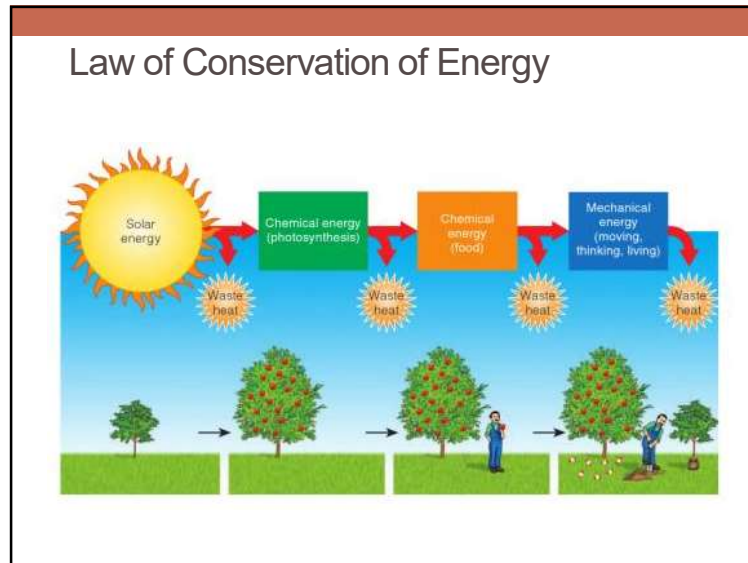 Law of Conservation of Energy
Solar
energy
Chemical energy
(photosynthesis)
Chemical
energy
(food)
Mechanical
energy
(moving,
thinking, living)
Waste
heat
Waste
heat
Waste
heat
Waste
heat